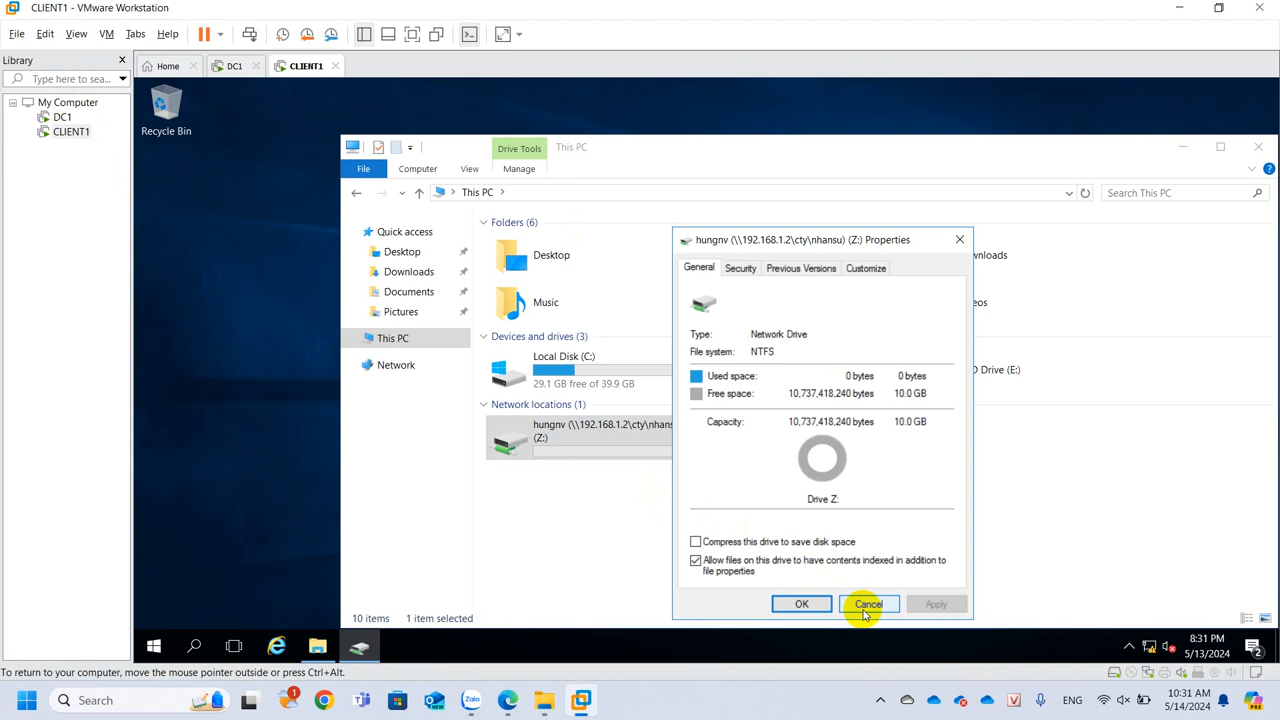 CLIENT1 - VMware Workstation
File Edit View VM Tabs Help
Library
Type here to sea...
Home
DC1
CLIENT1
My Computer
DC1
CLIENT1
Recycle Bin
Drive Tools
This PC
File
Computer
View
Manage
This PC
Search This PC
Quick access
Desktop
Downloads
Documents
Pictures
This PC
Network
Folders (6)
Desktop
Music
Devices and drives (3)
Local Disk (C:)
29.1 GB free of 39.9 GB
Network locations (1)
hungnv (\\192.168.1.2\cty\nhansu)
(Z:)
10 items 1 item selected
hungnv (\\192.168.1.2\cty\nhansu) (Z:) Properties
General Security Previous Versions Customize
Type: Network Drive
File system: NTFS
Used space: 0 bytes 0 bytes
Free space: 10,737,418,240 bytes 10.0 GB
Capacity: 10,737,418,240 bytes 10.0 GB
Drive Z:
Compress this drive to save disk space
Allow files on this drive to have contents indexed in addition to
file properties
OK Cancel Apply
8:31 PM
5/13/2024
2
To return to your computer, move the mouse pointer outside or press Ctrl+Alt.
Search
1
Zalo
V
ENG
10:31 AM
5/14/2024
PRE